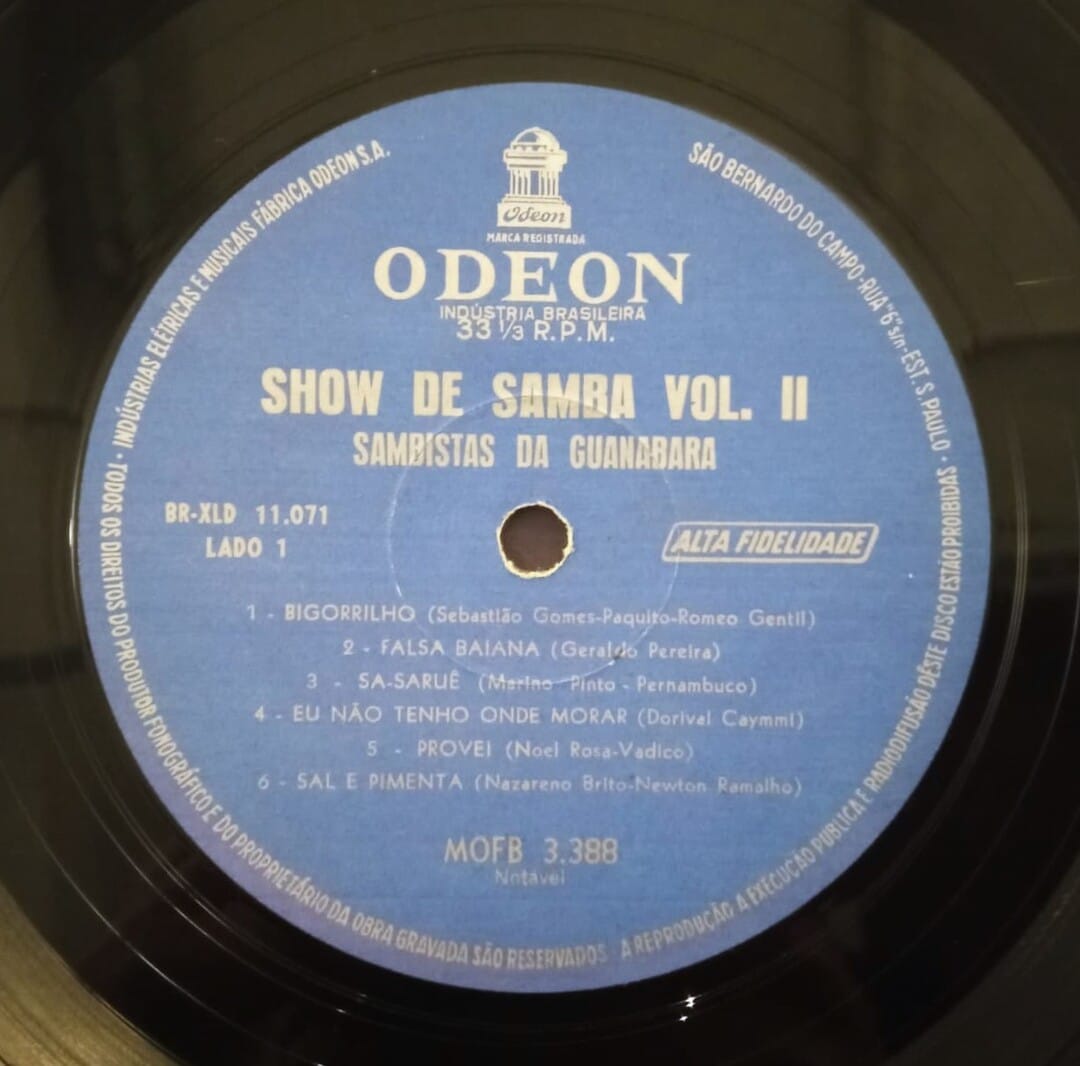 INDÚSTRIAS ELÉTRICAS E MUSICAIS FÁBRICA ODEON S.A.
SÃO BERNARDO DO CAMPO-RUA "6" s/n-EST. S. PAULO
Odeon
MARCA REGISTRADA
ODEON
INDÚSTRIA BRASILEIRA
33 1/3 R.P.M.
SHOW DE SAMBA VOL. II
SAMBISTAS DA GUANABARA
BR-XLD 11.071
LADO 1
ALTA FIDELIDADE
1 - BIGORRILHO (Sebastião Gomes-Paquito-Romeo Gentil)
2 - FALSA BAIANA (Geraldo Pereira)
3 - SA-SARUÊ (Marino Pinto - Pernambuco)
4 - EU NÃO TENHO ONDE MORAR (Dorival Caymmi)
5 - PROVEI (Noel Rosa-Vadico)
6 - SAL E PIMENTA (Nazareno Brito-Newton Ramalho)
MOFB 3.388
Notável
• TODOS OS DIREITOS DO PRODUTOR FONOGRÁFICO E DO PROPRIETÁRIO DA OBRA GRAVADA SÃO RESERVADOS. A REPRODUÇÃO, A EXECUÇÃO PUBLICA E RADIODIFUSÃO DÊSTE DISCO ESTÃO PROIBIDAS •